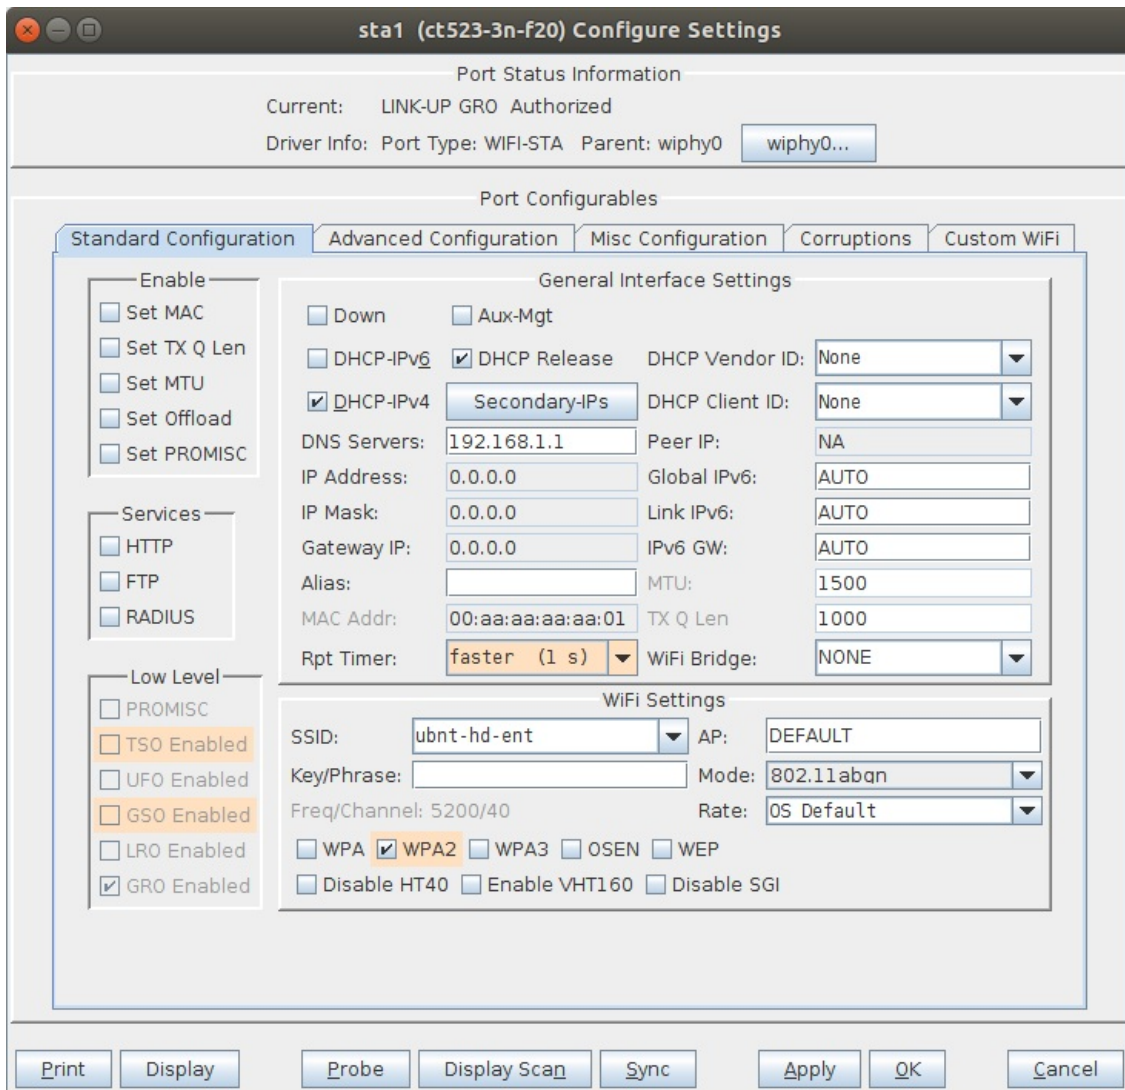 sta1 (ct523-3n-f20) Configure Settings
Port Status Information
Current: LINK-UP GRO Authorized
Driver Info: Port Type: WIFI-STA Parent: wiphy0 wiphy0...
Port Configurables
Standard Configuration Advanced Configuration Misc Configuration Corruptions Custom WiFi
Enable
Set MAC
Set TX Q Len
Set MTU
Set Offload
Set PROMISC
Services
HTTP
FTP
RADIUS
Low Level
PROMISC
TSO Enabled
UFO Enabled
GSO Enabled
LRO Enabled
GRO Enabled
General Interface Settings
Down Aux-Mgt
DHCP-IPv6 DHCP Release DHCP Vendor ID: None
DHCP-IPv4 Secondary-IPs DHCP Client ID: None
DNS Servers: 192.168.1.1 Peer IP: NA
IP Address: 0.0.0.0 Global IPv6: AUTO
IP Mask: 0.0.0.0 Link IPv6: AUTO
Gateway IP: 0.0.0.0 IPv6 GW: AUTO
Alias: MTU: 1500
MAC Addr: 00:aa:aa:aa:aa:01 TX Q Len 1000
Rpt Timer: faster (1 s) WiFi Bridge: NONE
WiFi Settings
SSID: ubnt-hd-ent AP: DEFAULT
Key/Phrase: Mode: 802.11abgn
Freq/Channel: 5200/40 Rate: OS Default
WPA WPA2 WPA3 OSEN WEP
Disable HT40 Enable VHT160 Disable SGI
Print Display Probe Display Scan Sync Apply OK Cancel